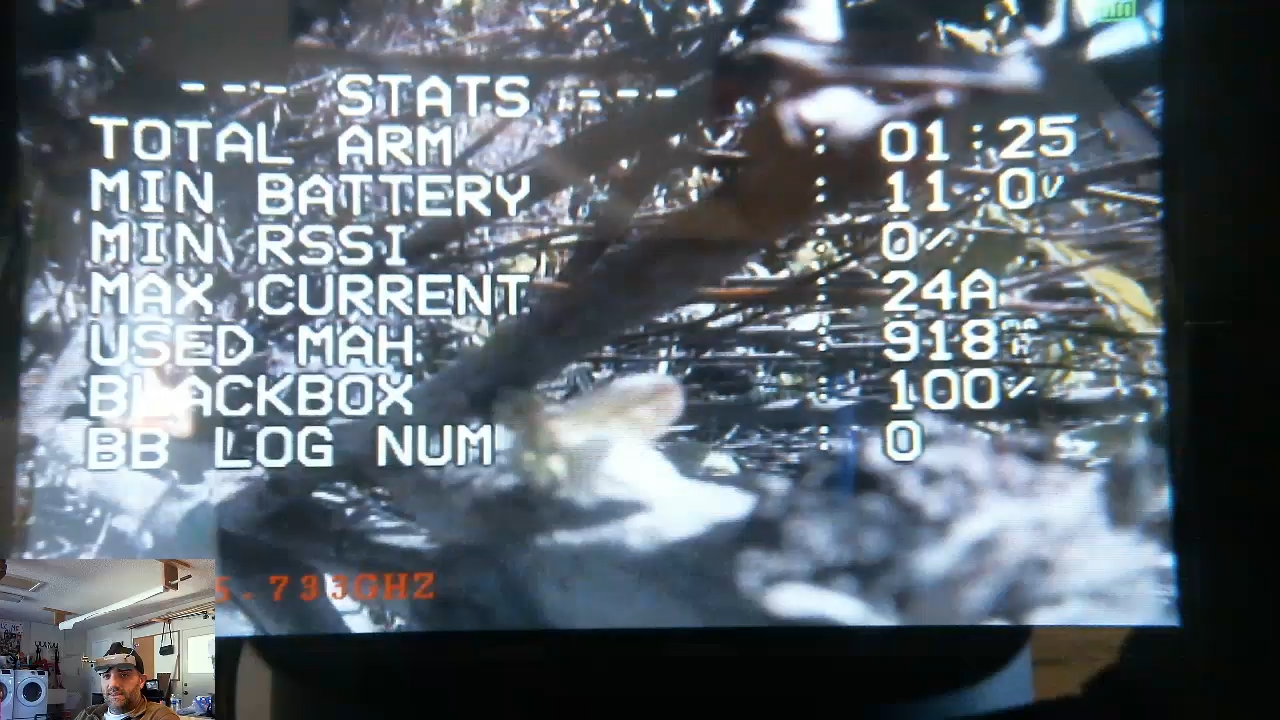 --- STATS ---
TOTAL ARM : 01:25
MIN BATTERY : 11.0V
MIN RSSI : 0%
MAX CURRENT : 24A
USED MAH : 918mAH
BLACKBOX : 100%
BB LOG NUM : 0
5.733GHZ